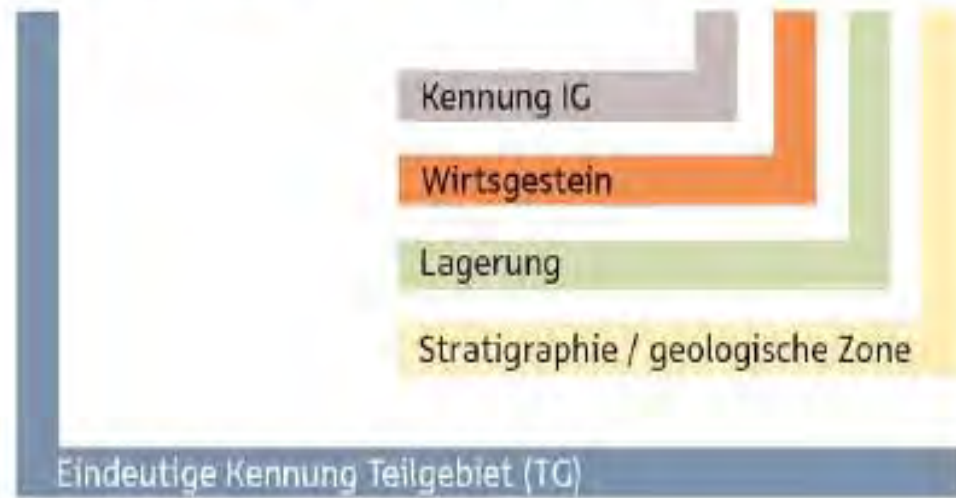 Kennung IG
Wirtsgestein
Lagerung
Stratigraphie / geologische Zone
Eindeutige Kennung Teilgebiet (TG)